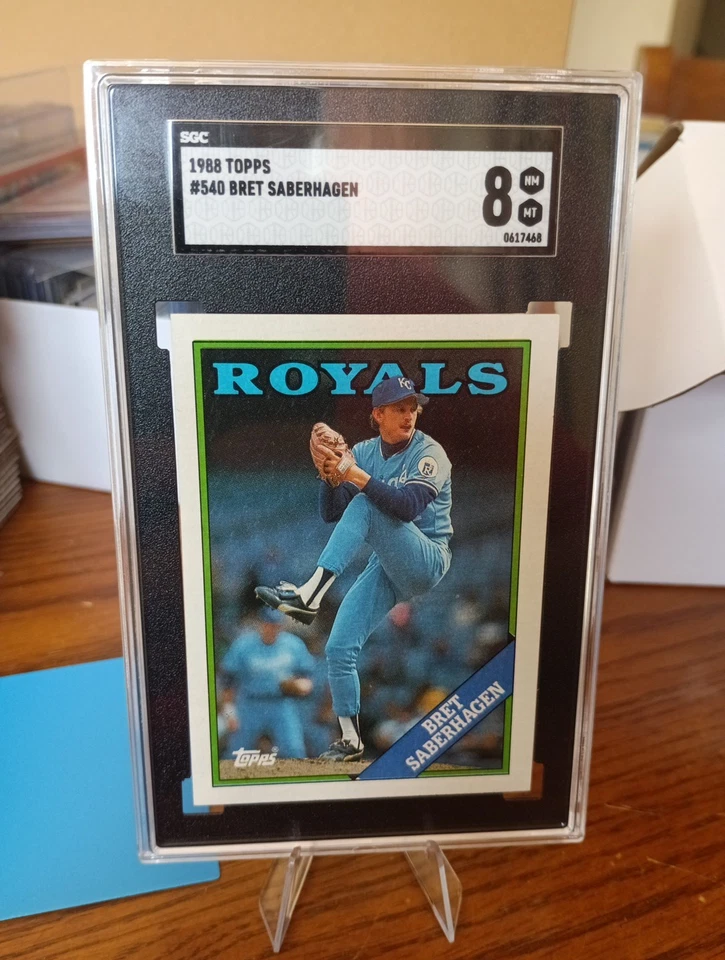 SGC
1988 TOPPS
#540 BRET SABERHAGEN
8
NM
MT
0617468
ROYALS
KC
R
BRET
SABERHAGEN
Topps®